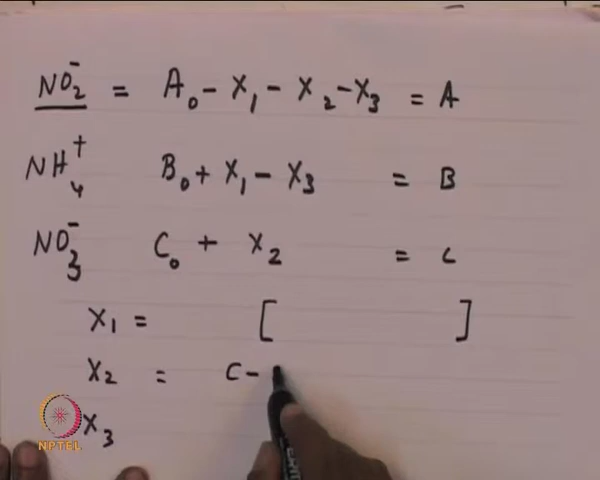 NO₂⁻ = A₀ - X₁ - X₂ - X₃ = A
NH₄⁺ B₀ + X₁ - X₃ = B
NO₃⁻ C₀ + X₂ = C
X₁ = [ ]
X₂ = C -
X₃
NPTEL